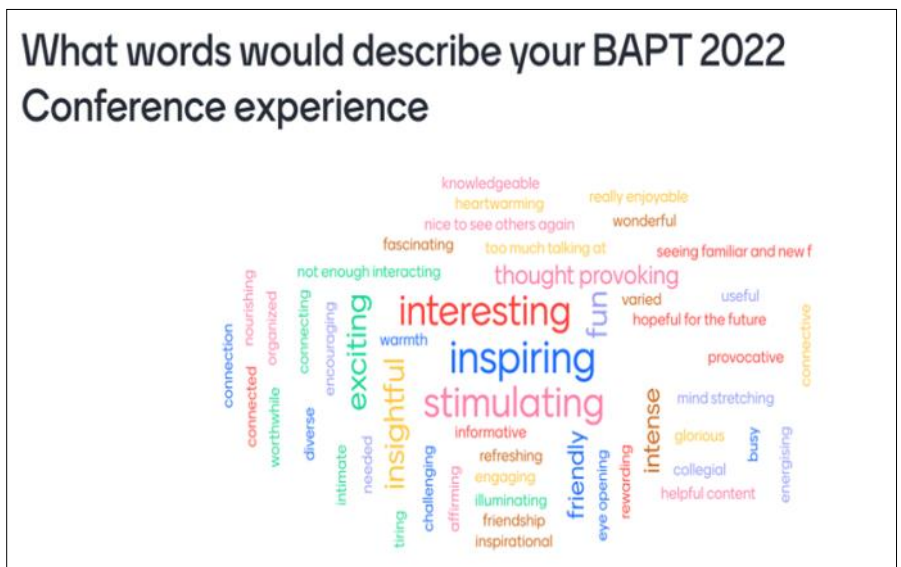 What words would describe your BAPT 2022
Conference experience
knowledgeable
heartwarming
really enjoyable
nice to see others again
wonderful
fascinating
too much talking at
seeing familiar and new f
not enough interacting
thought provoking
nourishing
organized
connecting
encouraging
exciting
interesting
fun
varied
useful
hopeful for the future
connective
connection
warmth
inspiring
provocative
connected
worthwhile
diverse
insightful
stimulating
intense
mind stretching
intimate
needed
challenging
affirming
informative
refreshing
engaging
illuminating
friendship
inspirational
friendly
eye opening
rewarding
glorious
busy
energising
collegial
helpful content
tiring